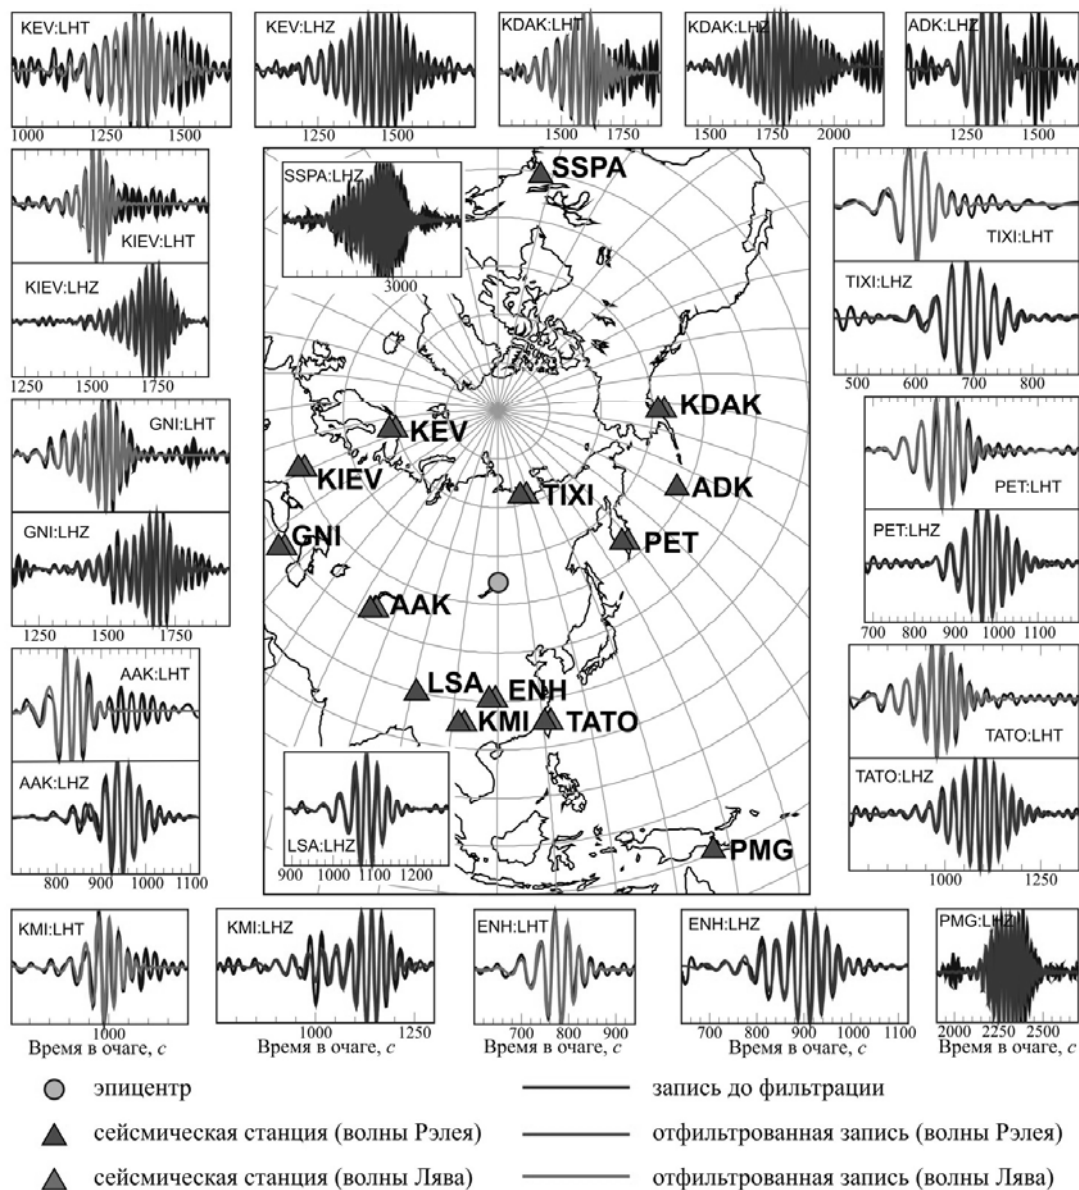 KEV:LHT
KEV:LHZ
KDAK:LHT
KDAK:LHZ
ADK:LHZ
1000 1250 1500
1250 1500
1500 1750
1500 1750 2000
1250 1500
KIEV:LHT
KIEV:LHZ
1250 1500 1750
SSPA:LHZ
3000
SSPA
TIXI:LHT
TIXI:LHZ
500 600 700 800
KEV
KDAK
KIEV
TIXI
ADK
GNI
PET
AAK
LSA
ENH
KMI
TATO
PMG
GNI:LHT
GNI:LHZ
1250 1500 1750
PET:LHT
PET:LHZ
700 800 900 1000 1100
AAK:LHT
AAK:LHZ
800 900 1000 1100
LSA:LHZ
900 1000 1100 1200
TATO:LHT
TATO:LHZ
1000 1250
KMI:LHT
KMI:LHZ
ENH:LHT
ENH:LHZ
PMG:LHZ
1000
1000 1250
700 800 900
700 800 900 1000 1100
2000 2250 2500
Время в очаге, с
Время в очаге, с
Время в очаге, с
Время в очаге, с
эпицентр
запись до фильтрации
сейсмическая станция (волны Рэлея)
отфильтрованная запись (волны Рэлея)
сейсмическая станция (волны Лява)
отфильтрованная запись (волны Лява)